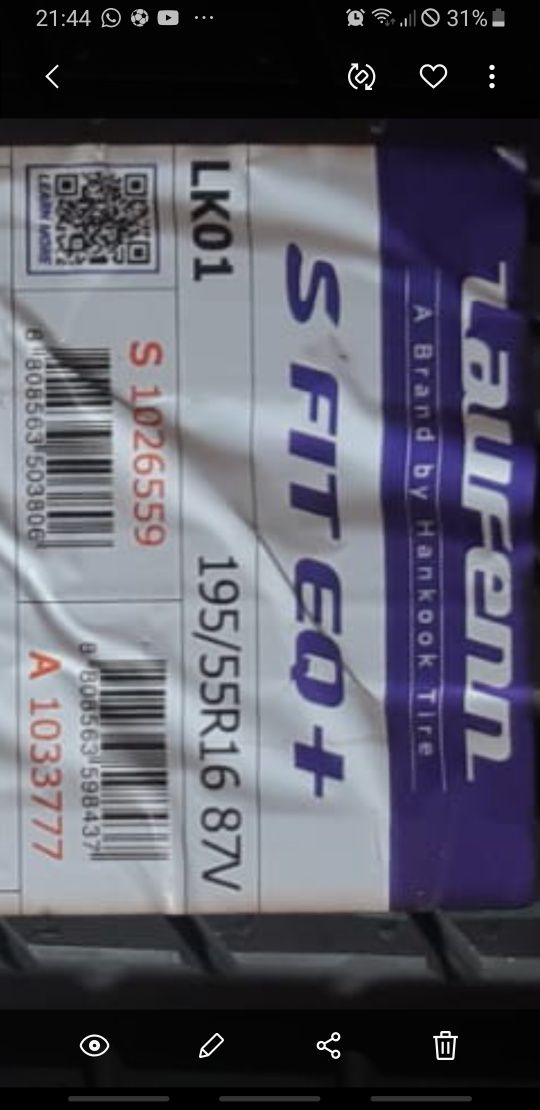 21:44
31%
Laufenn
A Brand by Hankook Tire
S FIT EQ+
LK01
195/55R16 87V
LEARN MORE
S 1026559
8 808563 503806
8 808563 598437
A 1033777